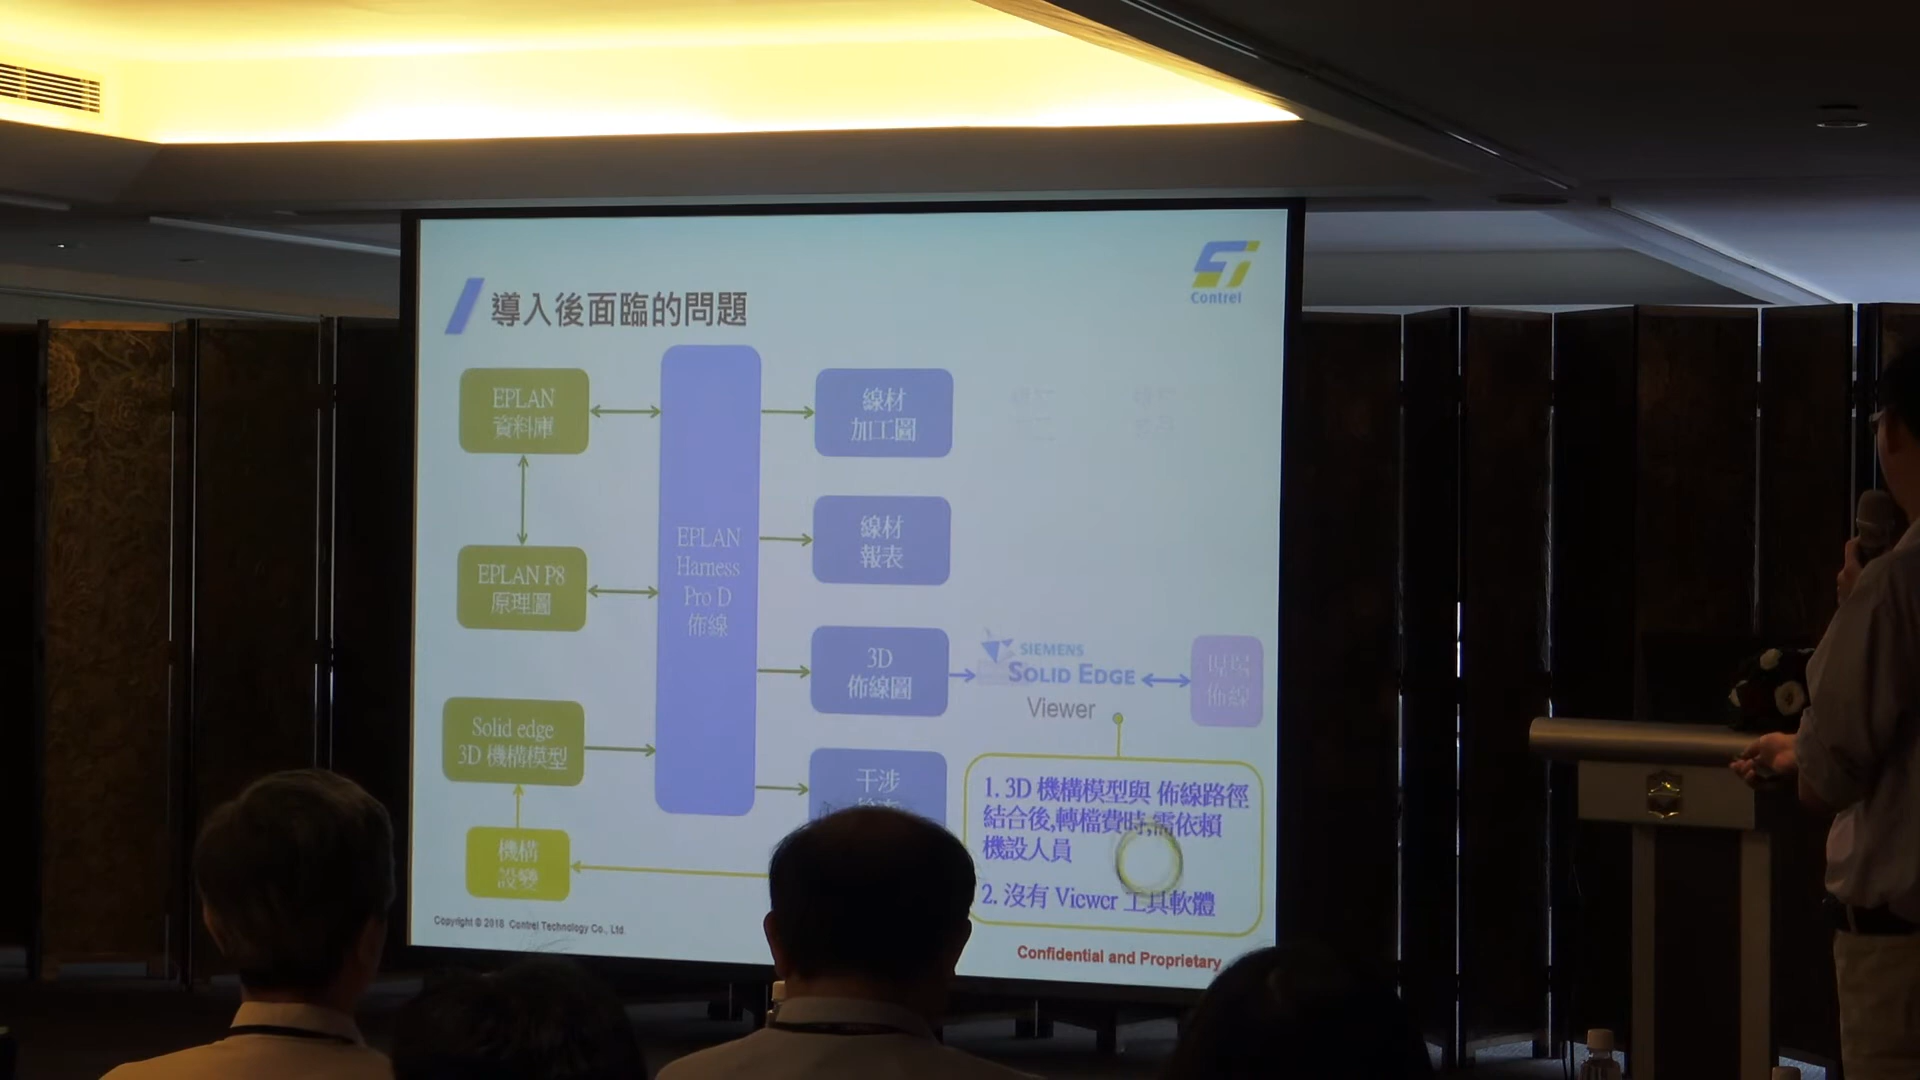 Contrel
導入後面臨的問題
EPLAN
資料庫
EPLAN P8
原理圖
Solid edge
3D 機構模型
機構
設變
EPLAN
Harness
Pro D
佈線
線材
加工圖
線材
報表
3D
佈線圖
干涉
SIEMENS
SOLID EDGE
Viewer
佈線
1. 3D 機構模型與 佈線路徑
結合後,轉檔費時,需依賴
機設人員
2. 沒有 Viewer 工具軟體
Copyright © 2018 Contrel Technology Co., Ltd.
Confidential and Proprietary